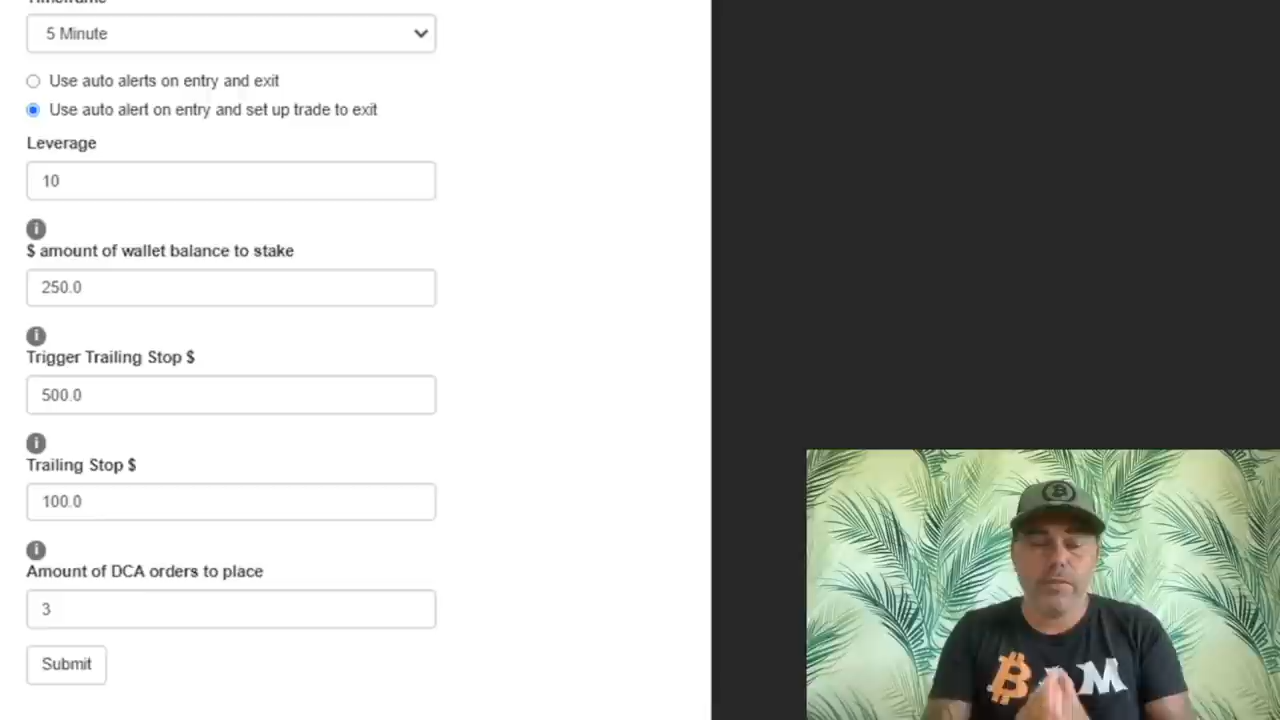 Timeframe
5 Minute
Use auto alerts on entry and exit
Use auto alert on entry and set up trade to exit
Leverage
10
$ amount of wallet balance to stake
250.0
Trigger Trailing Stop $
500.0
Trailing Stop $
100.0
Amount of DCA orders to place
3
Submit